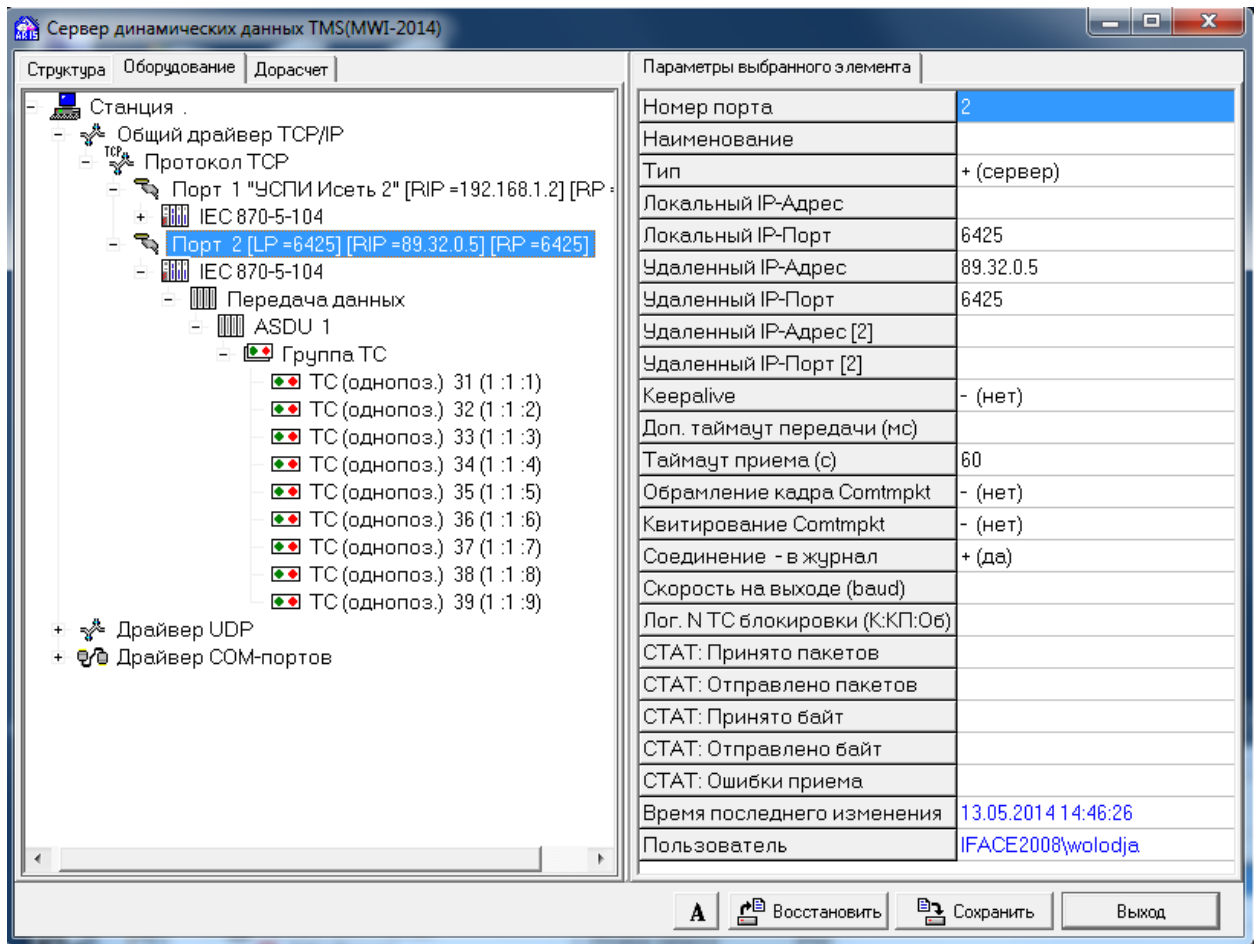 Сервер динамических данных TMS(MWI-2014)
Структура Оборудование Дорасчет
Станция .
Общий драйвер TCP/IP
TCP
Протокол TCP
Порт 1 "УСПИ Исеть 2" [RIP =192.168.1.2] [RP =
IEC 870-5-104
Порт 2 [LP =6425] [RIP =89.32.0.5] [RP =6425]
IEC 870-5-104
Передача данных
ASDU 1
Группа ТС
ТС (однопоз.) 31 (1 :1 :1)
ТС (однопоз.) 32 (1 :1 :2)
ТС (однопоз.) 33 (1 :1 :3)
ТС (однопоз.) 34 (1 :1 :4)
ТС (однопоз.) 35 (1 :1 :5)
ТС (однопоз.) 36 (1 :1 :6)
ТС (однопоз.) 37 (1 :1 :7)
ТС (однопоз.) 38 (1 :1 :8)
ТС (однопоз.) 39 (1 :1 :9)
Драйвер UDP
Драйвер COM-портов
Параметры выбранного элемента
Номер порта 2
Наименование
Тип + (сервер)
Локальный IP-Адрес
Локальный IP-Порт 6425
Удаленный IP-Адрес 89.32.0.5
Удаленный IP-Порт 6425
Удаленный IP-Адрес [2]
Удаленный IP-Порт [2]
Keepalive - (нет)
Доп. таймаут передачи (мс)
Таймаут приема (с) 60
Обрамление кадра Comtmpkt - (нет)
Квитирование Comtmpkt - (нет)
Соединение - в журнал + (да)
Скорость на выходе (baud)
Лог. N ТС блокировки (К:КП:Об)
СТАТ: Принято пакетов
СТАТ: Отправлено пакетов
СТАТ: Принято байт
СТАТ: Отправлено байт
СТАТ: Ошибки приема
Время последнего изменения 13.05.2014 14:46:26
Пользователь IFACE2008\wolodja
A Восстановить Сохранить Выход